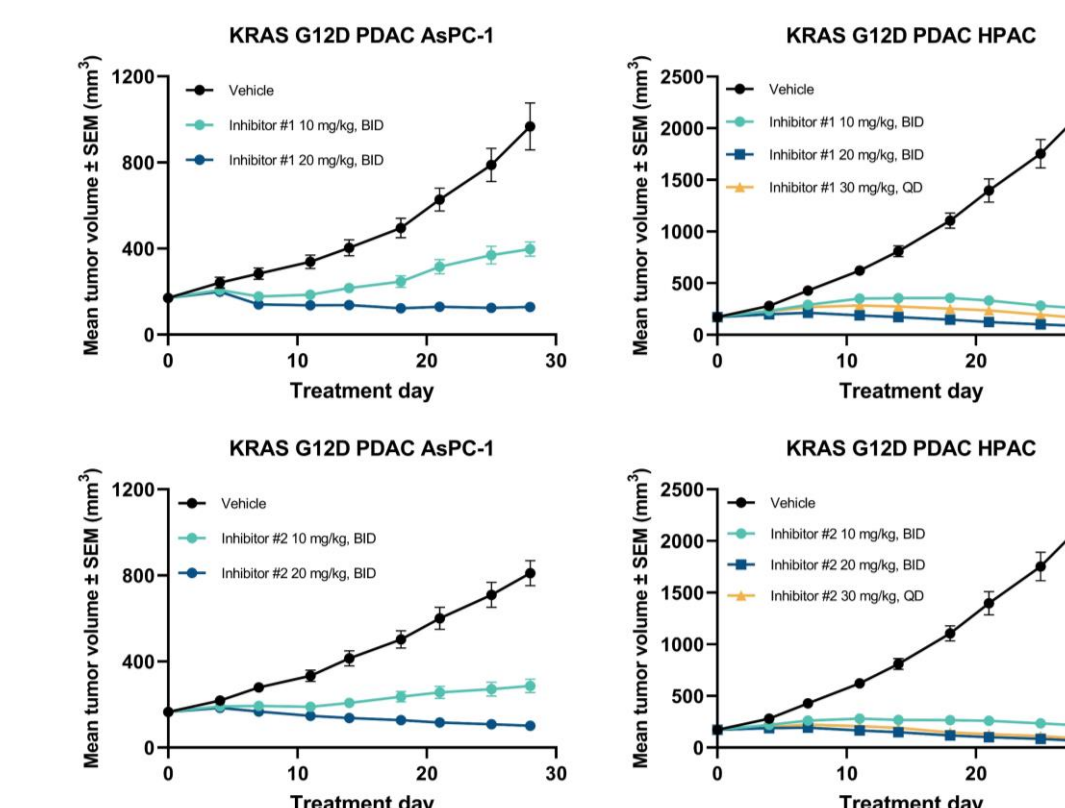 KRAS G12D PDAC AsPC-1
Mean tumor volume ± SEM (mm³)
1200
800
400
0
Vehicle
Inhibitor #1 10 mg/kg, BID
Inhibitor #1 20 mg/kg, BID
0 10 20 30
Treatment day
KRAS G12D PDAC HPAC
Mean tumor volume ± SEM (mm³)
2500
2000
1500
1000
500
0
Vehicle
Inhibitor #1 10 mg/kg, BID
Inhibitor #1 20 mg/kg, BID
Inhibitor #1 30 mg/kg, QD
0 10 20
Treatment day
KRAS G12D PDAC AsPC-1
Mean tumor volume ± SEM (mm³)
1200
800
400
0
Vehicle
Inhibitor #2 10 mg/kg, BID
Inhibitor #2 20 mg/kg, BID
0 10 20 30
Treatment day
KRAS G12D PDAC HPAC
Mean tumor volume ± SEM (mm³)
2500
2000
1500
1000
500
0
Vehicle
Inhibitor #2 10 mg/kg, BID
Inhibitor #2 20 mg/kg, BID
Inhibitor #2 30 mg/kg, QD
0 10 20
Treatment day